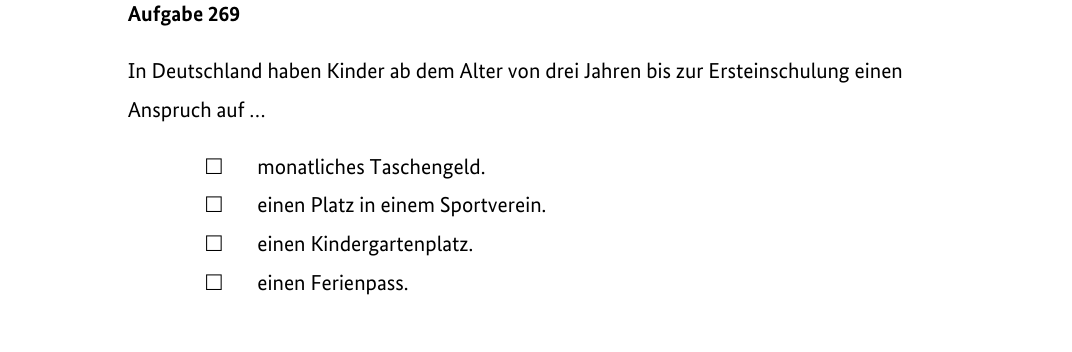 Aufgabe 269
In Deutschland haben Kinder ab dem Alter von drei Jahren bis zur Ersteinschulung einen
Anspruch auf …
☐ monatliches Taschengeld.
☐ einen Platz in einem Sportverein.
☐ einen Kindergartenplatz.
☐ einen Ferienpass.